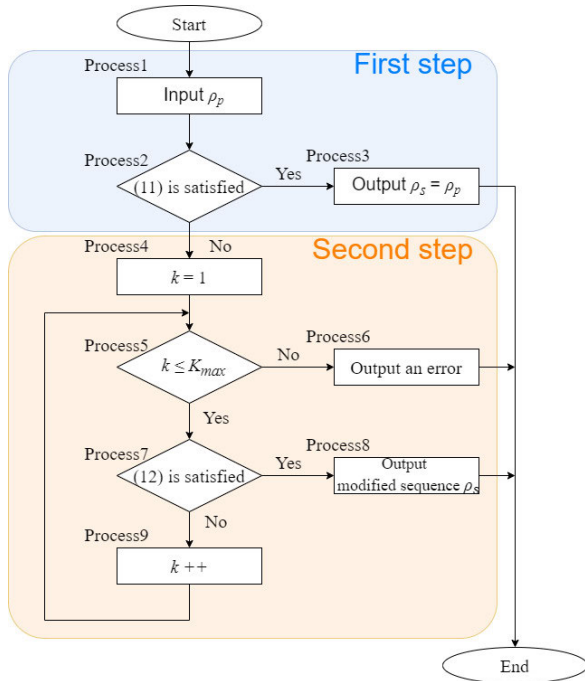 Start
First step
Process1
Input ρp
Process2
(11) is satisfied
Yes
Process3
Output ρs = ρp
No
Second step
Process4
k = 1
Process5
k ≤ Kmax
No
Process6
Output an error
Yes
Process7
(12) is satisfied
Yes
Process8
Output
modified sequence ρs
No
Process9
k ++
End